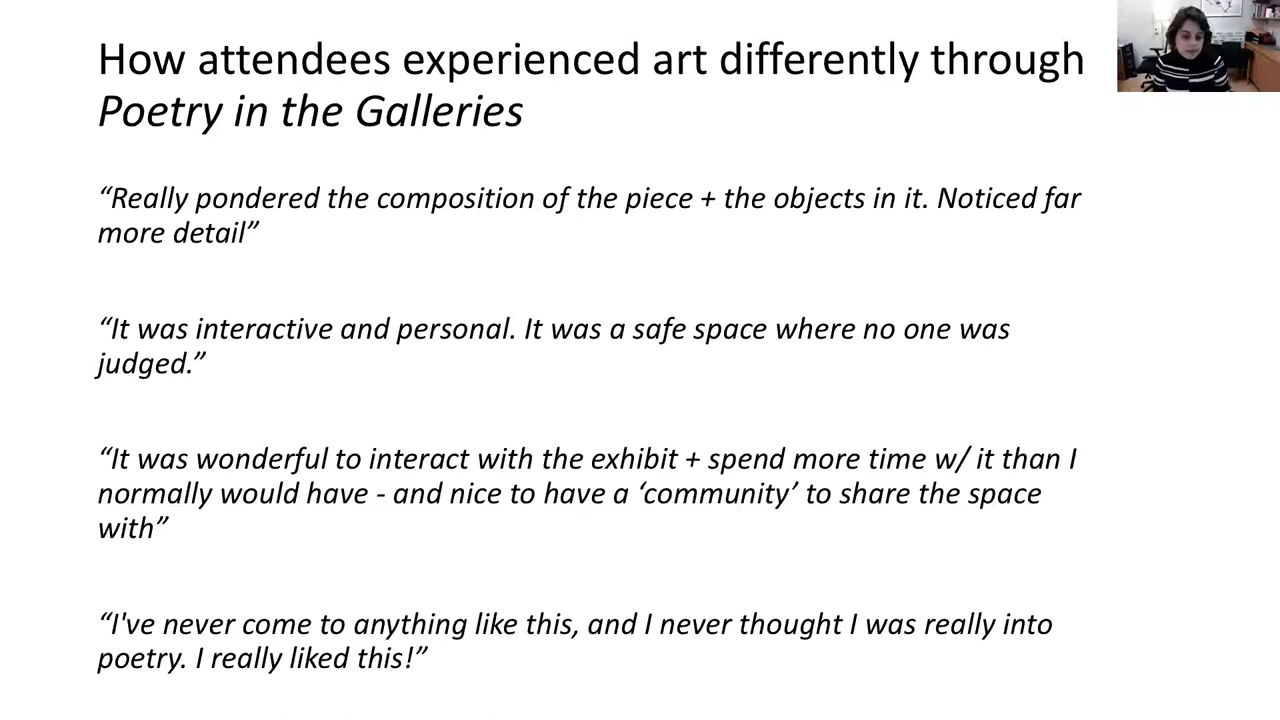 How attendees experienced art differently through
Poetry in the Galleries
“Really pondered the composition of the piece + the objects in it. Noticed far
more detail”
“It was interactive and personal. It was a safe space where no one was
judged.”
“It was wonderful to interact with the exhibit + spend more time w/ it than I
normally would have - and nice to have a ‘community’ to share the space
with”
“I've never come to anything like this, and I never thought I was really into
poetry. I really liked this!”